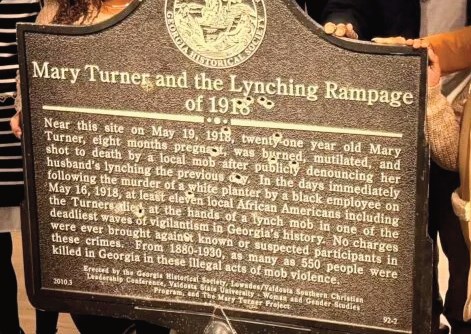 GEORGIA HISTORICAL SOCIETY
Mary Turner and the Lynching Rampage
of 1918
Near this site on May 19, 1918, twenty-one year old Mary
Turner, eight months pregnant, was burned, mutilated, and
shot to death by a local mob after publicly denouncing her
husband's lynching the previous day. In the days immediately
following the murder of a white planter by a black employee on
May 16, 1918, at least eleven local African Americans including
the Turners died at the hands of a lynch mob in one of the
deadliest waves of vigilantism in Georgia's history. No charges
were ever brought against known or suspected participants in
these crimes. From 1880-1930, as many as 550 people were
killed in Georgia in these illegal acts of mob violence.
Erected by the Georgia Historical Society, Lowndes/Valdosta Southern Christian
Leadership Conference, Valdosta State University - Women and Gender Studies
Program, and The Mary Turner Project
2010.3 92-7